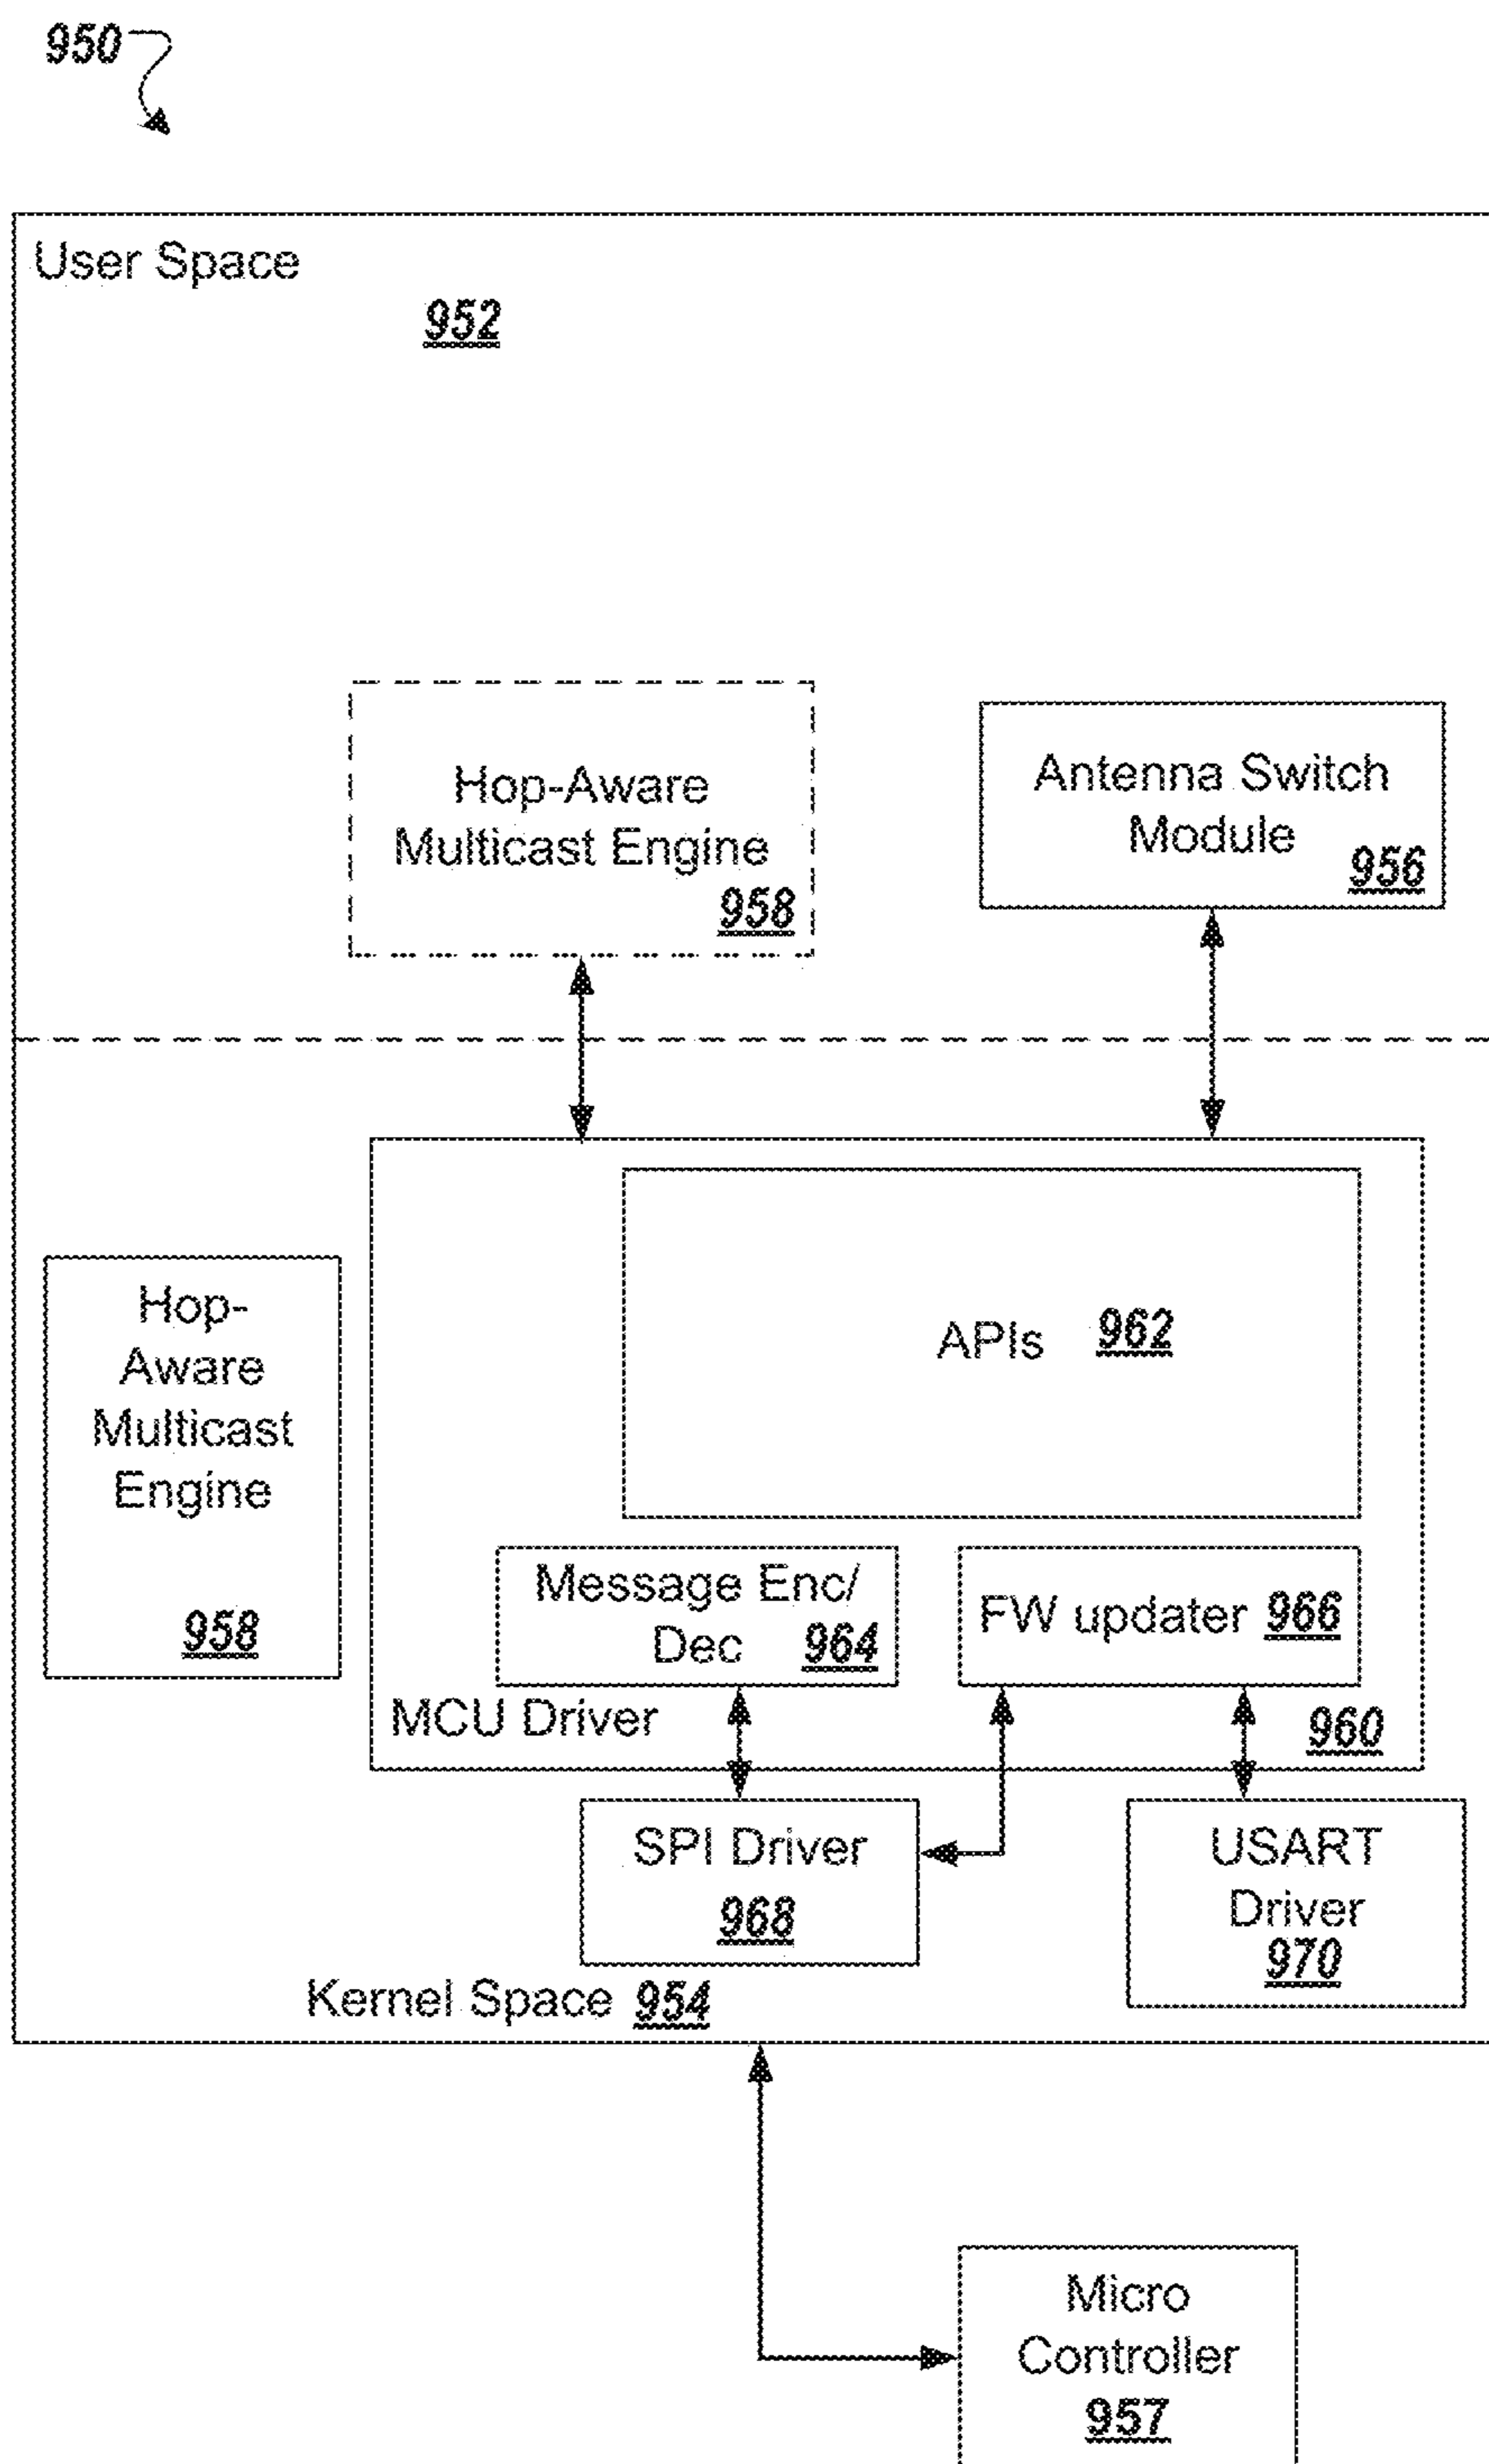 950
User Space
952
Hop-Aware
Multicast Engine
958
Antenna Switch
Module
956
Hop-
Aware
Multicast
Engine
958
APIs 962
Message Enc/
Dec 964
FW updater 966
MCU Driver
960
SPI Driver
968
USART
Driver
970
Kernel Space 954
Micro
Controller
957